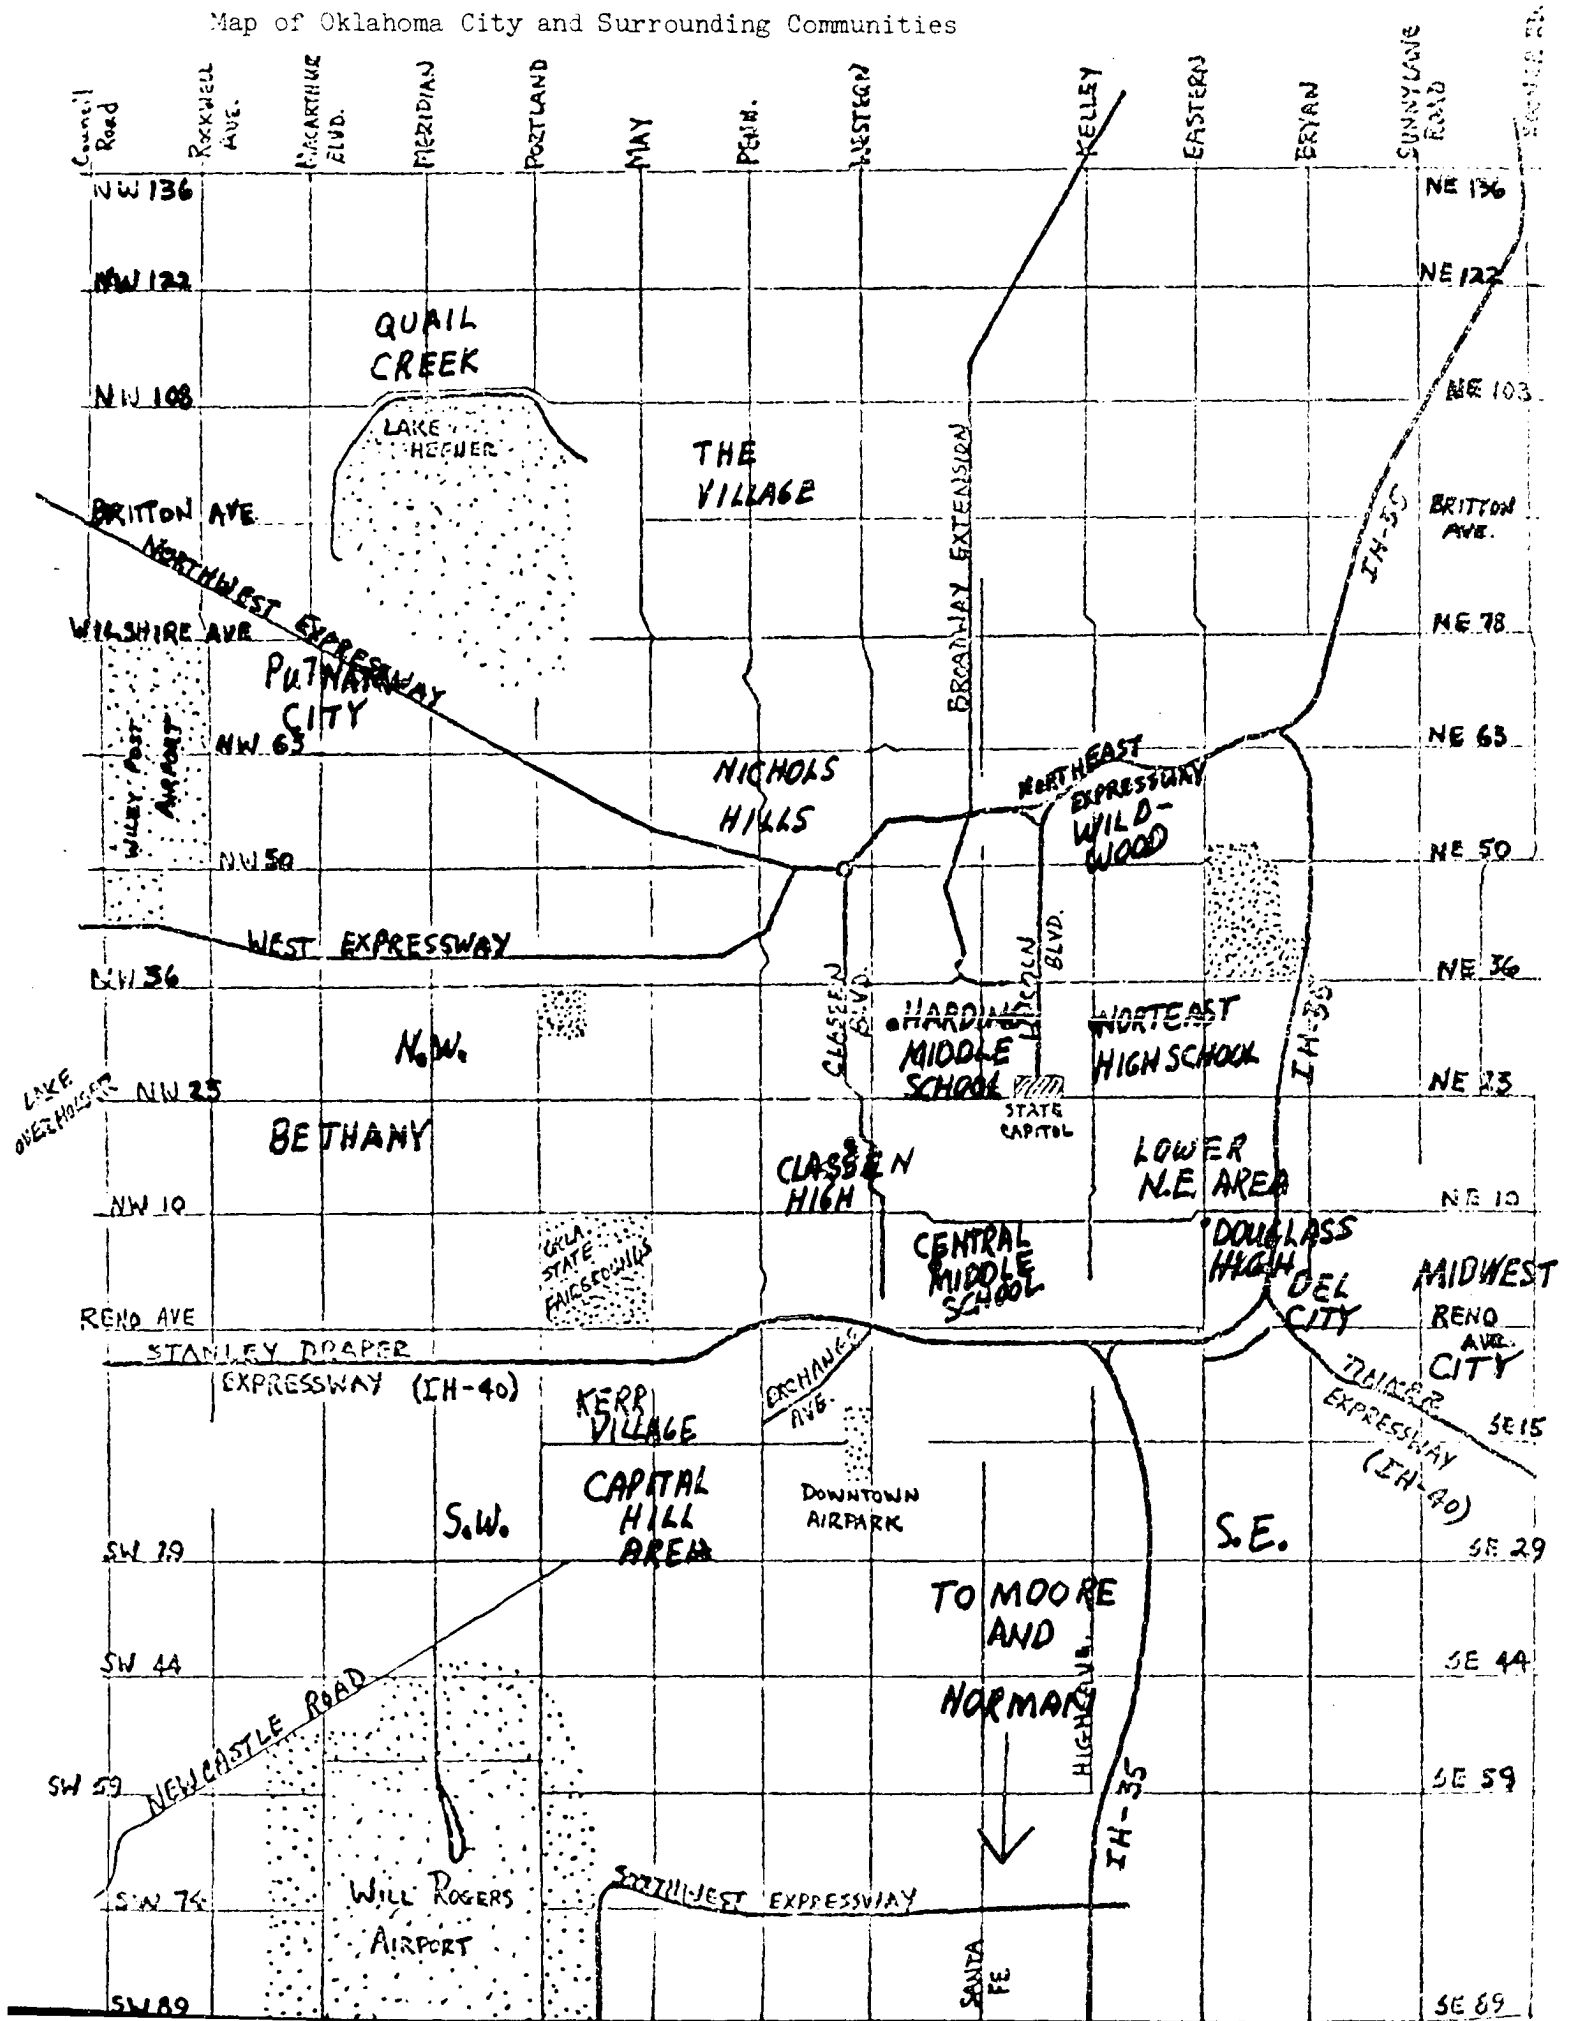 Map of Oklahoma City and Surrounding Communities
Council Road
ROCKWELL AVE.
MACARTHUR BLVD.
MERIDIAN
PORTLAND
MAY
PENN.
WESTERN
KELLEY
EASTERN
BRYAN
SUNNYLANE ROAD
NW 136
NE 136
NW 122
NE 122
QUAIL
CREEK
NW 108
NE 103
LAKE
HEFNER
THE
VILLAGE
BROADWAY EXTENSION
IH-35
BRITTON AVE
BRITTON
AVE.
NORTHWEST EXPRESSWAY
WILSHIRE AVE
NE 78
PUTNAM
CITY
WILEY POST
AIRPORT
NW 63
NE 63
NICHOLS
HILLS
NORTHEAST
EXPRESSWAY
WILD-
WOOD
NW 50
NE 50
WEST EXPRESSWAY
CLASSEN
BLVD.
LINCOLN
BLVD.
NW 36
NE 36
N.W.
HARDING
MIDDLE
SCHOOL
NORTEAST
HIGH SCHOOL
IH-35
LAKE
OVERHOLSER
NW 23
NE 23
STATE
CAPITOL
BETHANY
CLASSEN
HIGH
LOWER
N.E. AREA
NW 10
NE 10
OKLA.
STATE
FAIRGROUNDS
CENTRAL
MIDDLE
SCHOOL
DOUGLASS
HIGH
DEL
CITY
MIDWEST
RENO AVE
RENO
AVE.
CITY
STANLEY DRAPER
EXPRESSWAY (IH-40)
EXCHANGE
AVE.
TINKER
EXPRESSWAY
(IH-40)
KERR
VILLAGE
SE 15
CAPITAL
HILL
AREA
DOWNTOWN
AIRPARK
S.W.
S.E.
SW 29
SE 29
TO MOORE
AND
NORMAN
SW 44
SE 44
NEWCASTLE ROAD
HIGH AVE.
SW 59
SE 59
IH-35
SW 74
WILL ROGERS
AIRPORT
SOUTHWEST EXPRESSWAY
SANTA
FE
SW 89
SE 89